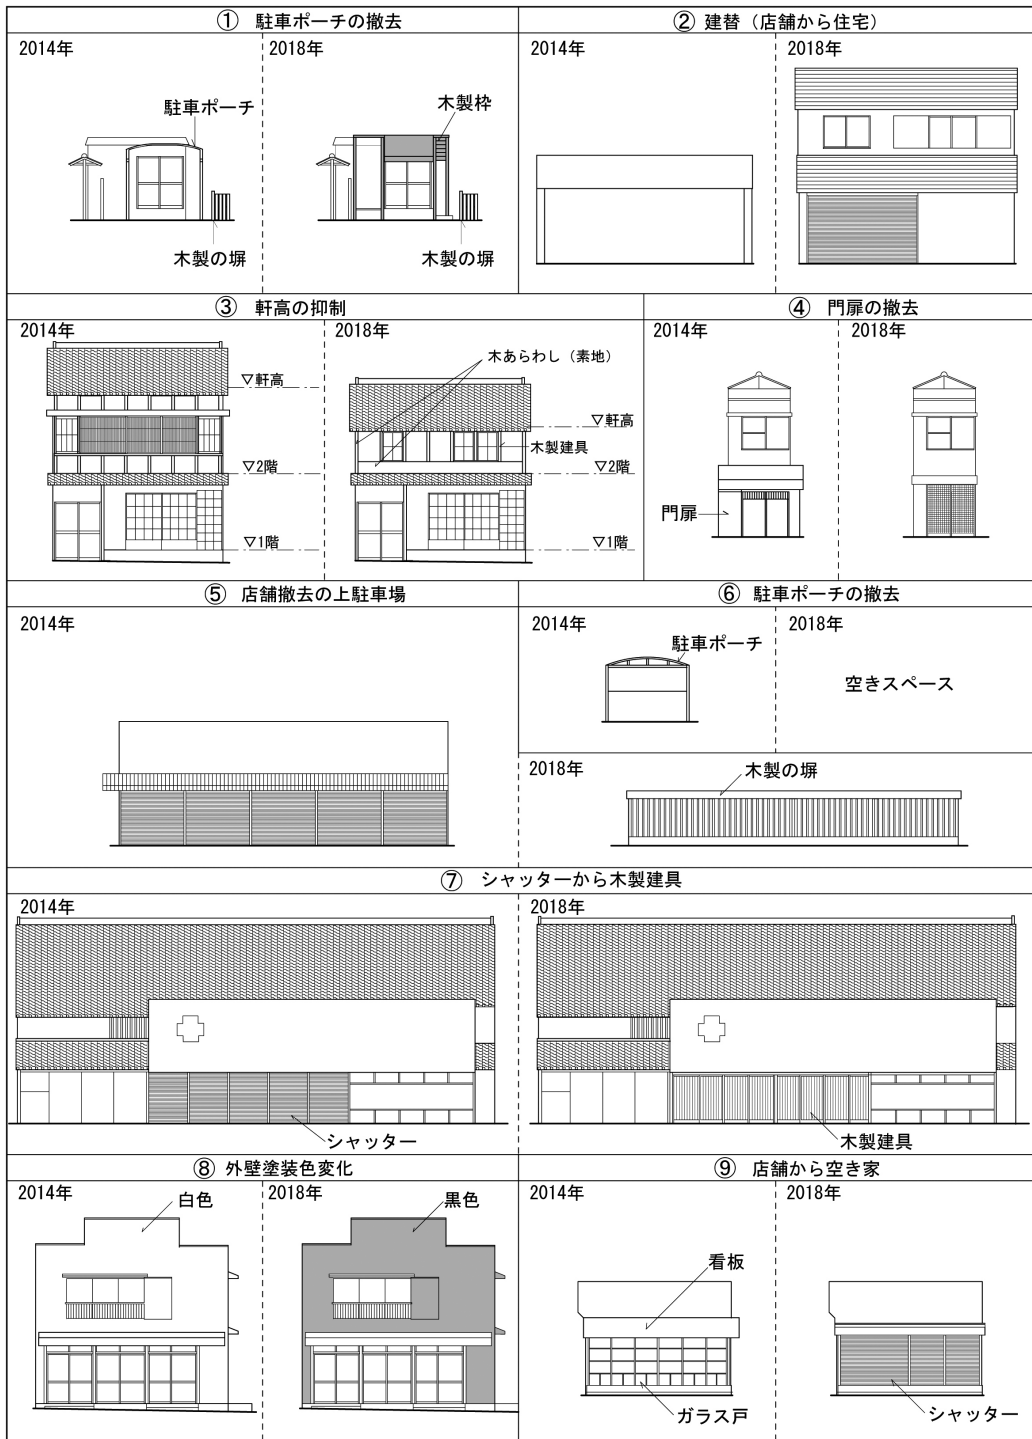 ① 駐車ポーチの撤去
2014年
2018年
駐車ポーチ
木製枠
木製の塀
木製の塀
② 建替（店舗から住宅）
2014年
2018年
③ 軒高の抑制
2014年
2018年
▽軒高
▽2階
▽1階
木あらわし（素地）
▽軒高
木製建具
▽2階
▽1階
④ 門扉の撤去
2014年
2018年
門扉
⑤ 店舗撤去の上駐車場
2014年
2018年
木製の塀
⑥ 駐車ポーチの撤去
2014年
2018年
駐車ポーチ
空きスペース
⑦ シャッターから木製建具
2014年
2018年
シャッター
木製建具
⑧ 外壁塗装色変化
2014年
2018年
白色
黒色
⑨ 店舗から空き家
2014年
2018年
看板
ガラス戸
シャッター